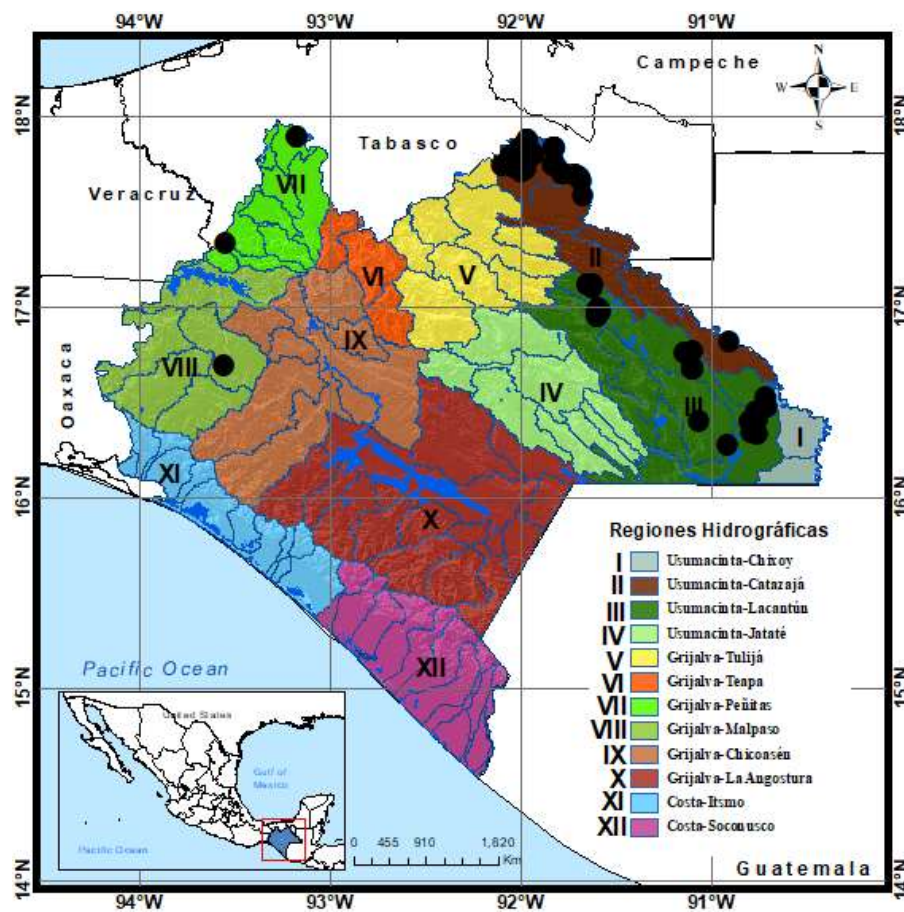 94°W 93°W 92°W 91°W
Campeche
N
W E
S
18°N 18°N
Tabasco
VII
Veracruz
II
V
VI
17°N 17°N
IX
VIII
IV
III
Oaxaca
I
XI
16°N 16°N
X
Regiones Hidrográficas
I Usumacinta-Chixoy
II Usumacinta-Catazajá
III Usumacinta-Lacantún
IV Usumacinta-Jataté
V Grijalva-Tulijá
VI Grijalva-Teapa
VII Grijalva-Peñitas
VIII Grijalva-Malpaso
IX Grijalva-Chicoasén
X Grijalva-La Angostura
XI Costa-Itsmo
XII Costa-Soconusco
XII
Pacific Ocean
15°N 15°N
United States
Gulf of
Mexico
Pacific Ocean
0 455 910 1,820
Km
Guatemala
14°N 14°N
94°W 93°W 92°W 91°W